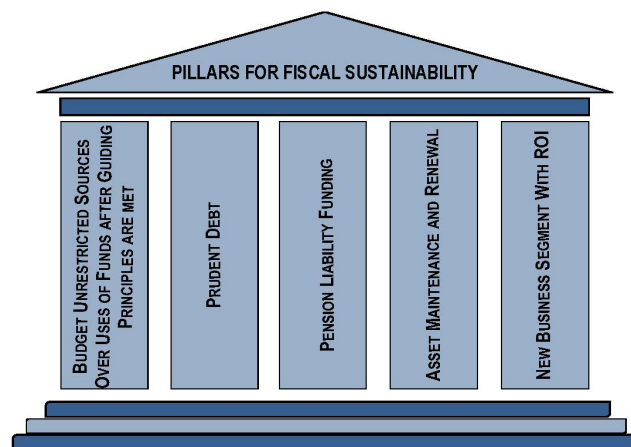 PILLARS FOR FISCAL SUSTAINABILITY
BUDGET UNRESTRICTED SOURCES
OVER USES OF FUNDS AFTER GUIDING
PRINCIPLES ARE MET
PRUDENT DEBT
PENSION LIABILITY FUNDING
ASSET MAINTENANCE AND RENEWAL
NEW BUSINESS SEGMENT WITH ROI